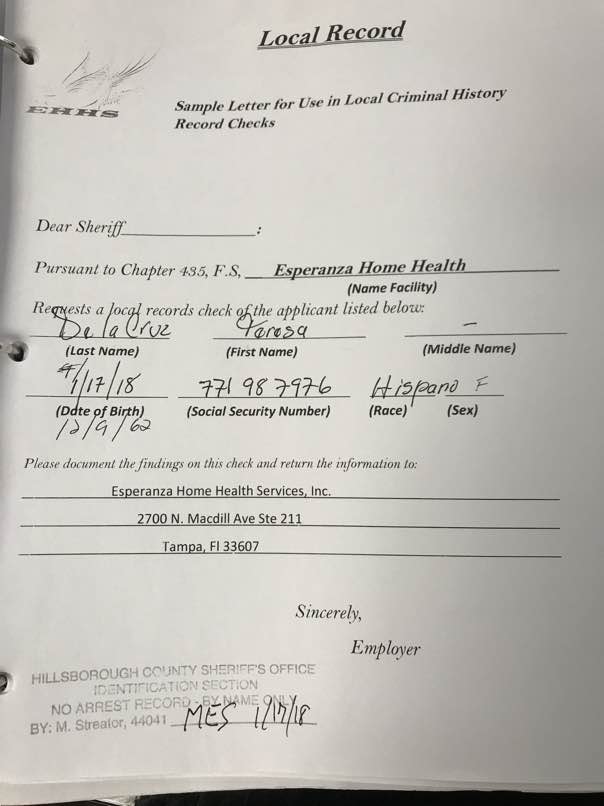 Local Record
EHHS
Sample Letter for Use in Local Criminal History
Record Checks
Dear Sheriff_______________:
Pursuant to Chapter 435, F.S, Esperanza Home Health
(Name Facility)
Requests a local records check of the applicant listed below:
De la Cruz Teresa -
(Last Name) (First Name) (Middle Name)
1/17/18 771 98 7976 Hispano F
(Date of Birth) (Social Security Number) (Race) (Sex)
12/9/62
Please document the findings on this check and return the information to:
Esperanza Home Health Services, Inc.
2700 N. Macdill Ave Ste 211
Tampa, Fl 33607
Sincerely,
Employer
HILLSBOROUGH COUNTY SHERIFF'S OFFICE
IDENTIFICATION SECTION
NO ARREST RECORD - BY NAME ONLY
BY: M. Streator, 44041 MES 1/17/18